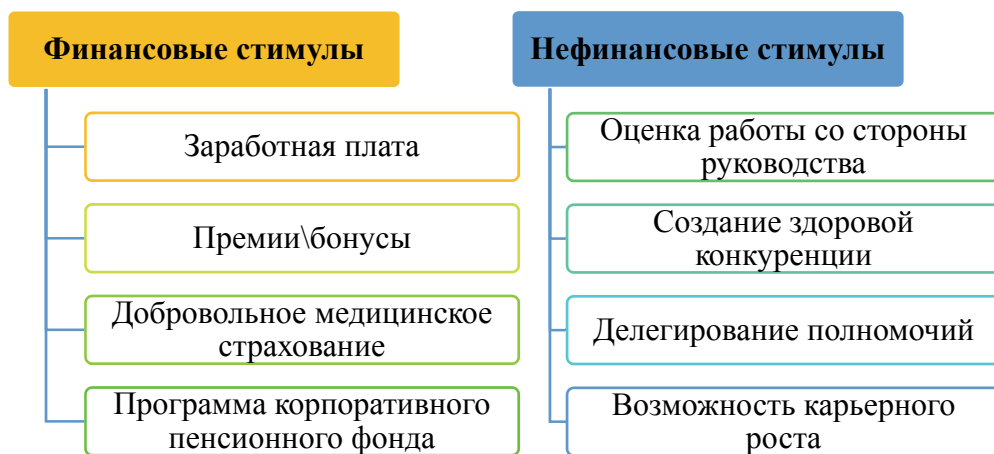 Финансовые стимулы
Заработная плата
Премии\бонусы
Добровольное медицинское
страхование
Программа корпоративного
пенсионного фонда
Нефинансовые стимулы
Оценка работы со стороны
руководства
Создание здоровой
конкуренции
Делегирование полномочий
Возможность карьерного
роста